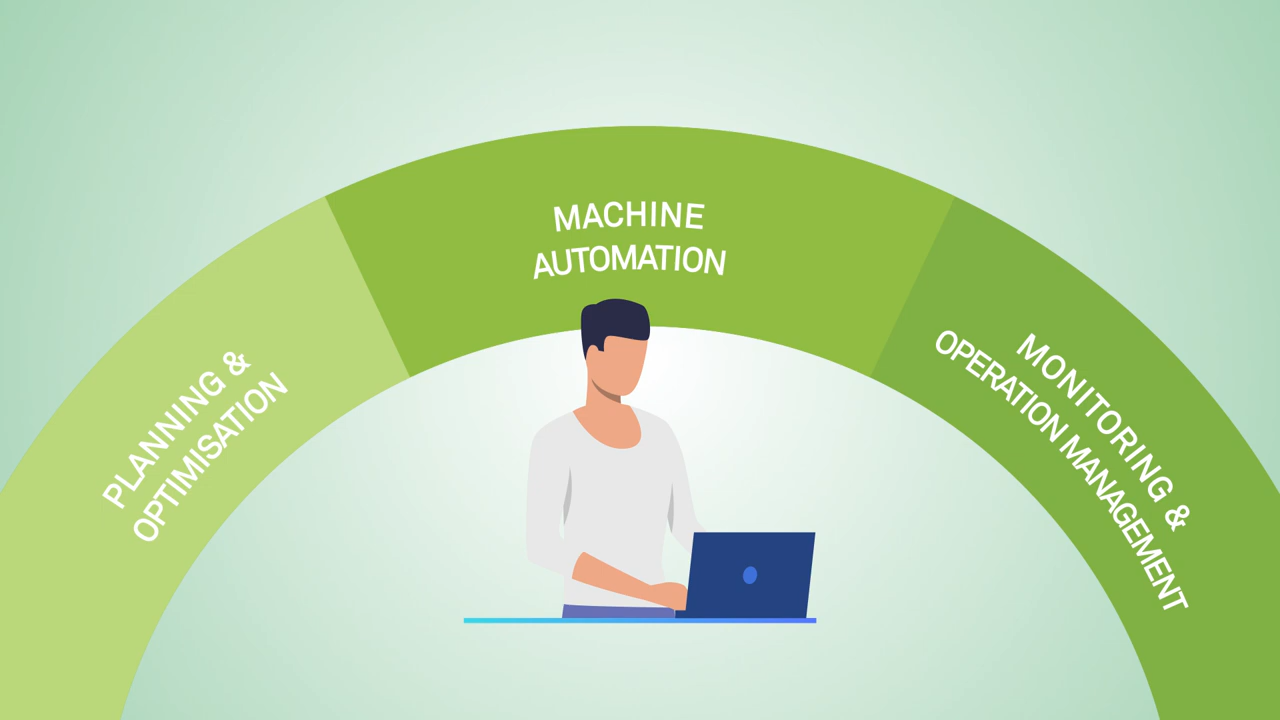 PLANNING &
OPTIMISATION
MACHINE
AUTOMATION
MONITORING &
OPERATION MANAGEMENT